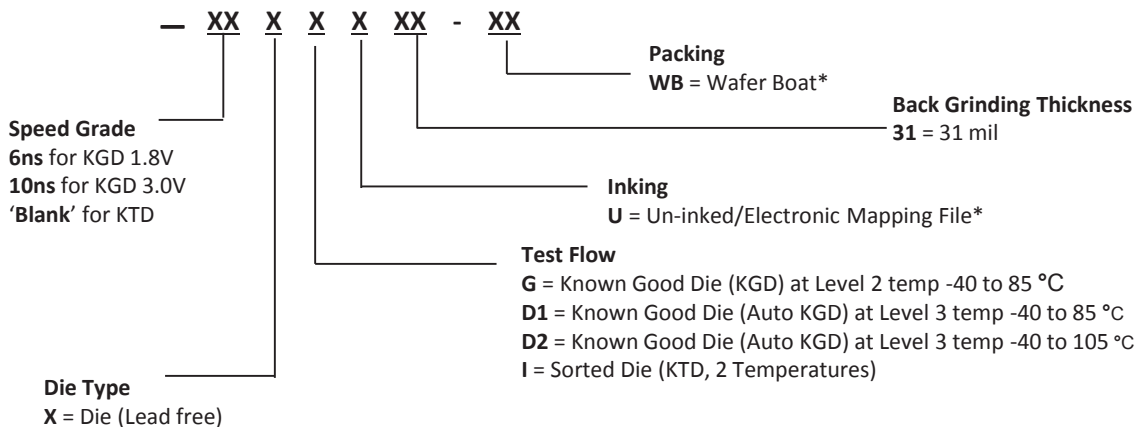 — XX X X X XX - XX
Packing
WB = Wafer Boat*
Back Grinding Thickness
31 = 31 mil
Speed Grade
6ns for KGD 1.8V
10ns for KGD 3.0V
‘Blank’ for KTD
Inking
U = Un-inked/Electronic Mapping File*
Test Flow
G = Known Good Die (KGD) at Level 2 temp -40 to 85 °C
D1 = Known Good Die (Auto KGD) at Level 3 temp -40 to 85 °C
D2 = Known Good Die (Auto KGD) at Level 3 temp -40 to 105 °C
I = Sorted Die (KTD, 2 Temperatures)
Die Type
X = Die (Lead free)